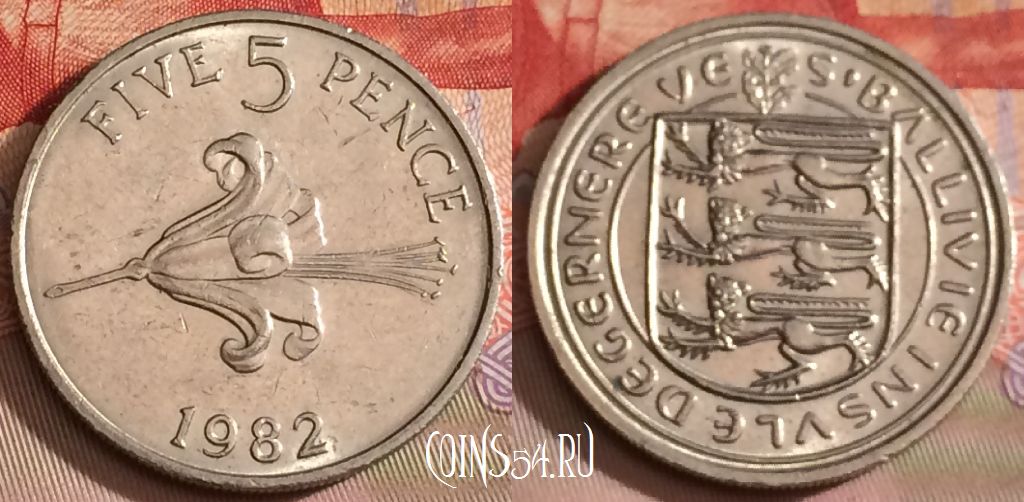 FIVE 5 PENCE
1982
S·BALLIVIE INSVLE DE GERNEREVE
COINS54.RU